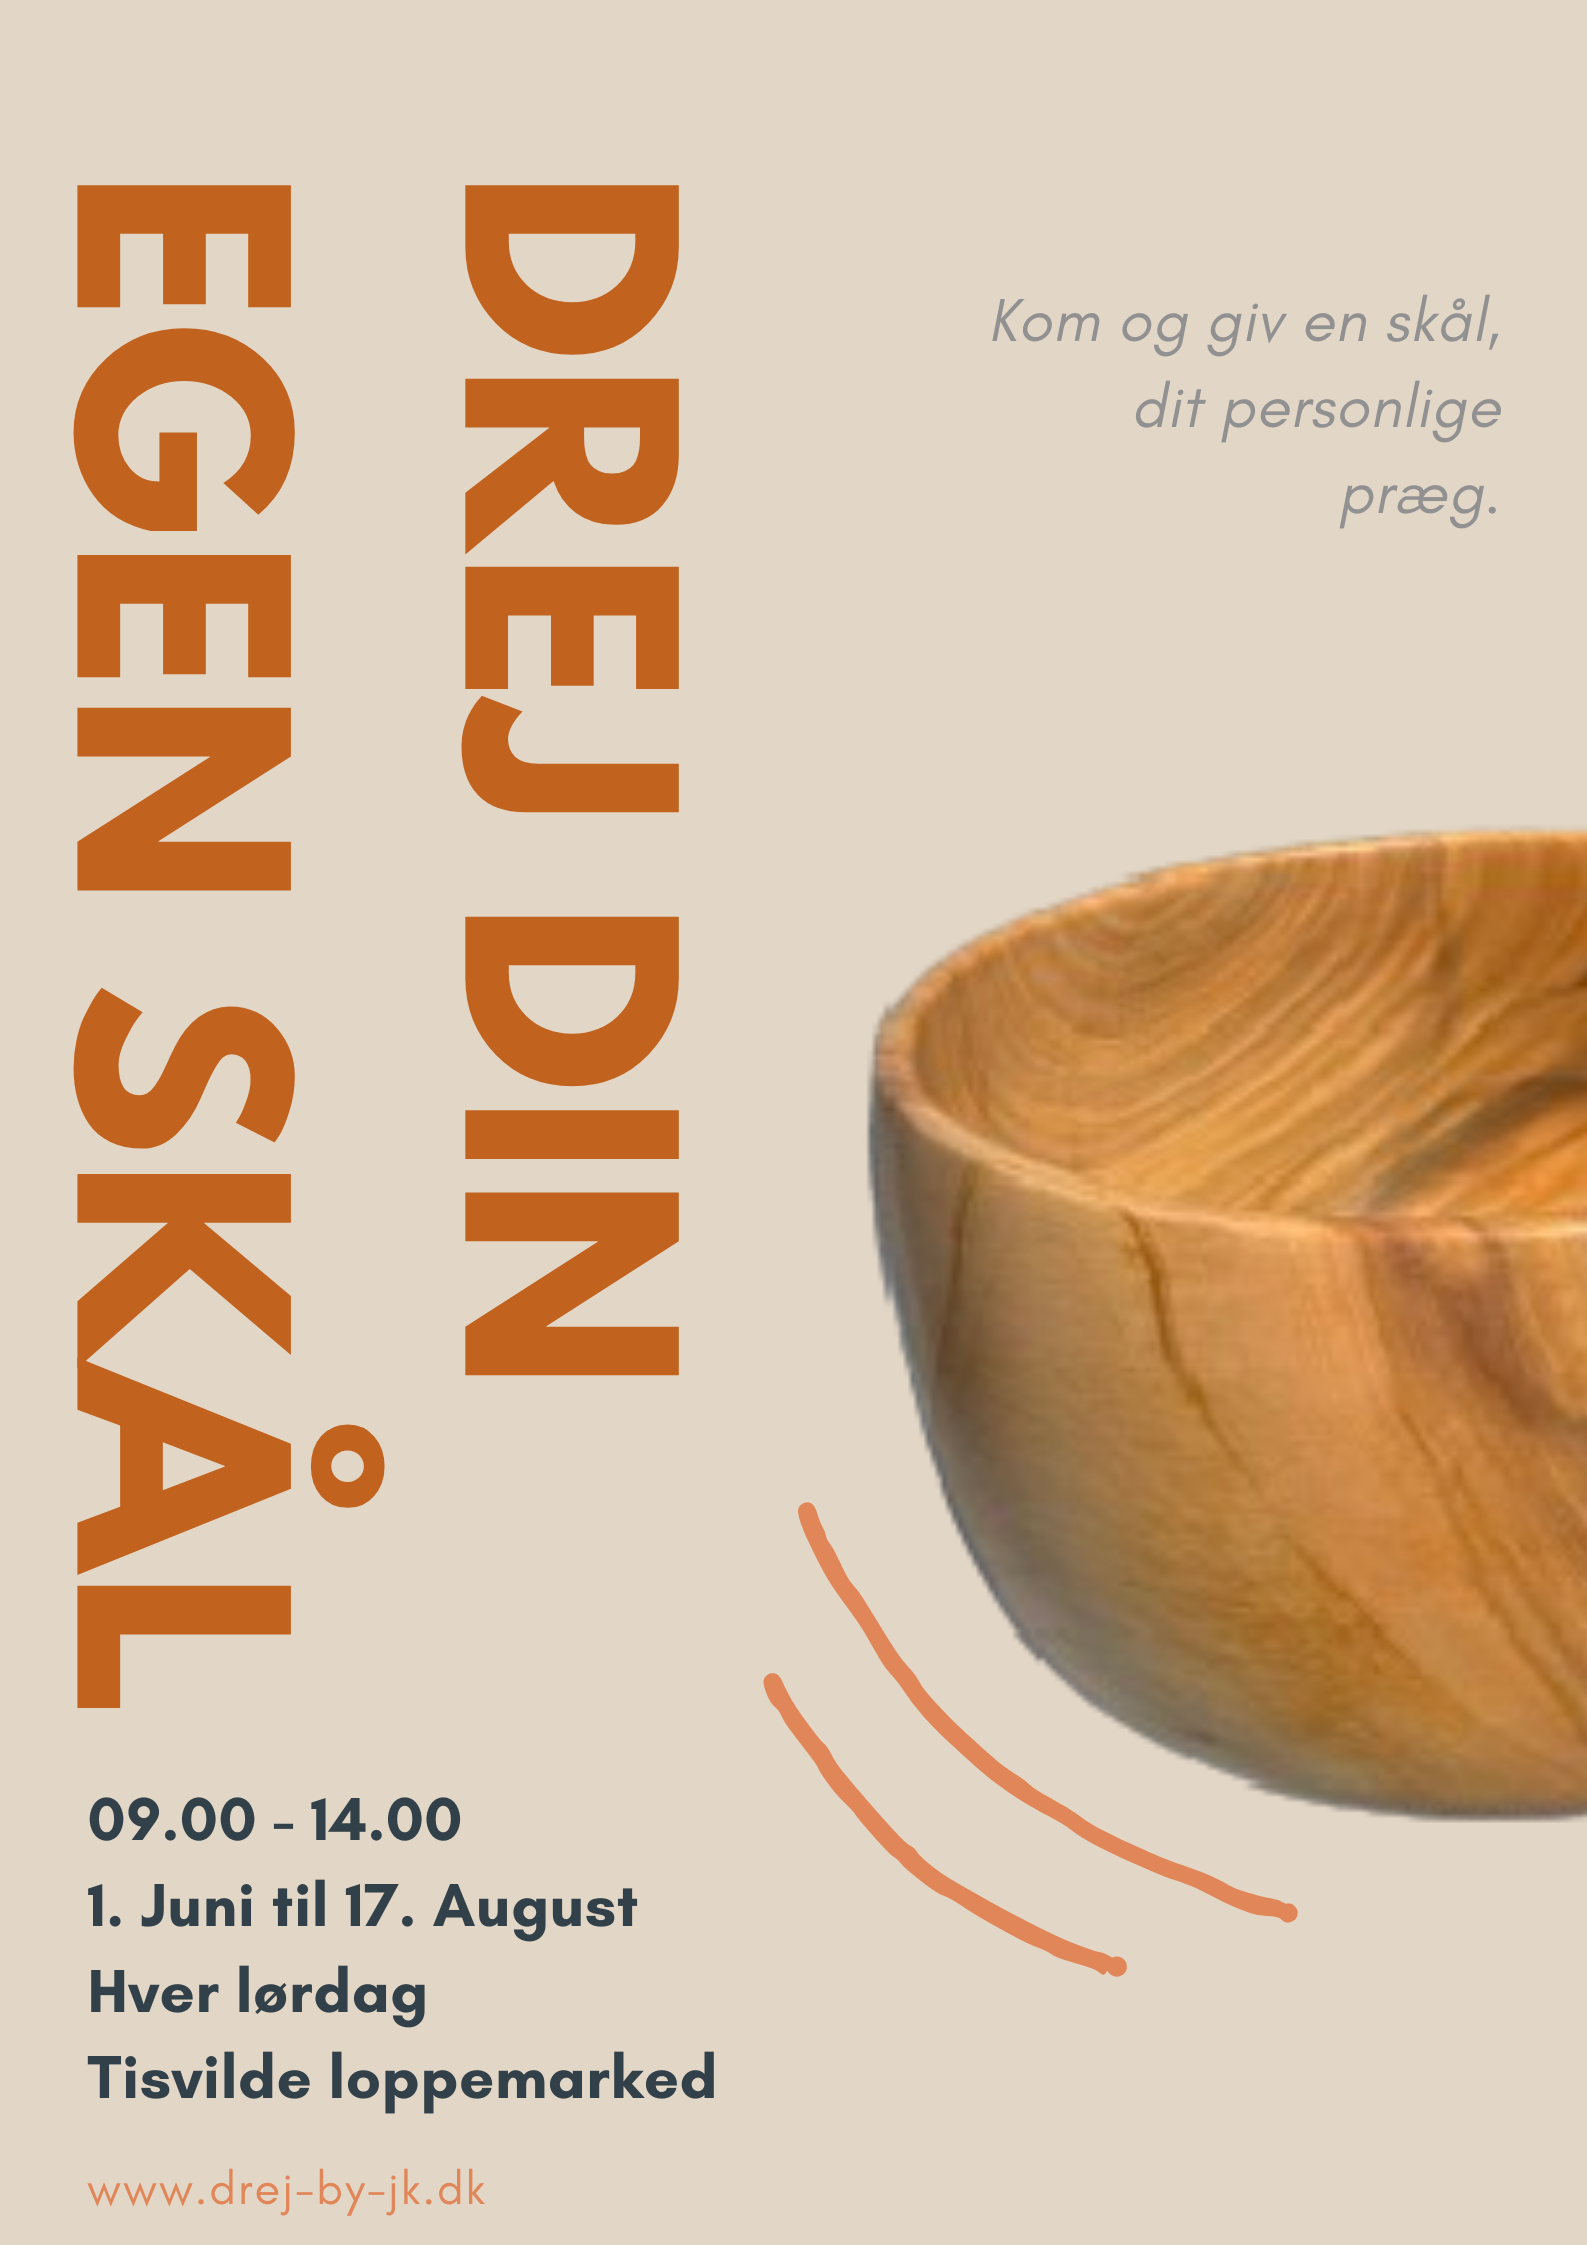 DREJ DIN
EGEN SKÅL
Kom og giv en skål,
dit personlige
præg.
09.00 - 14.00
1. Juni til 17. August
Hver lørdag
Tisvilde loppemarked
www.drej-by-jk.dk